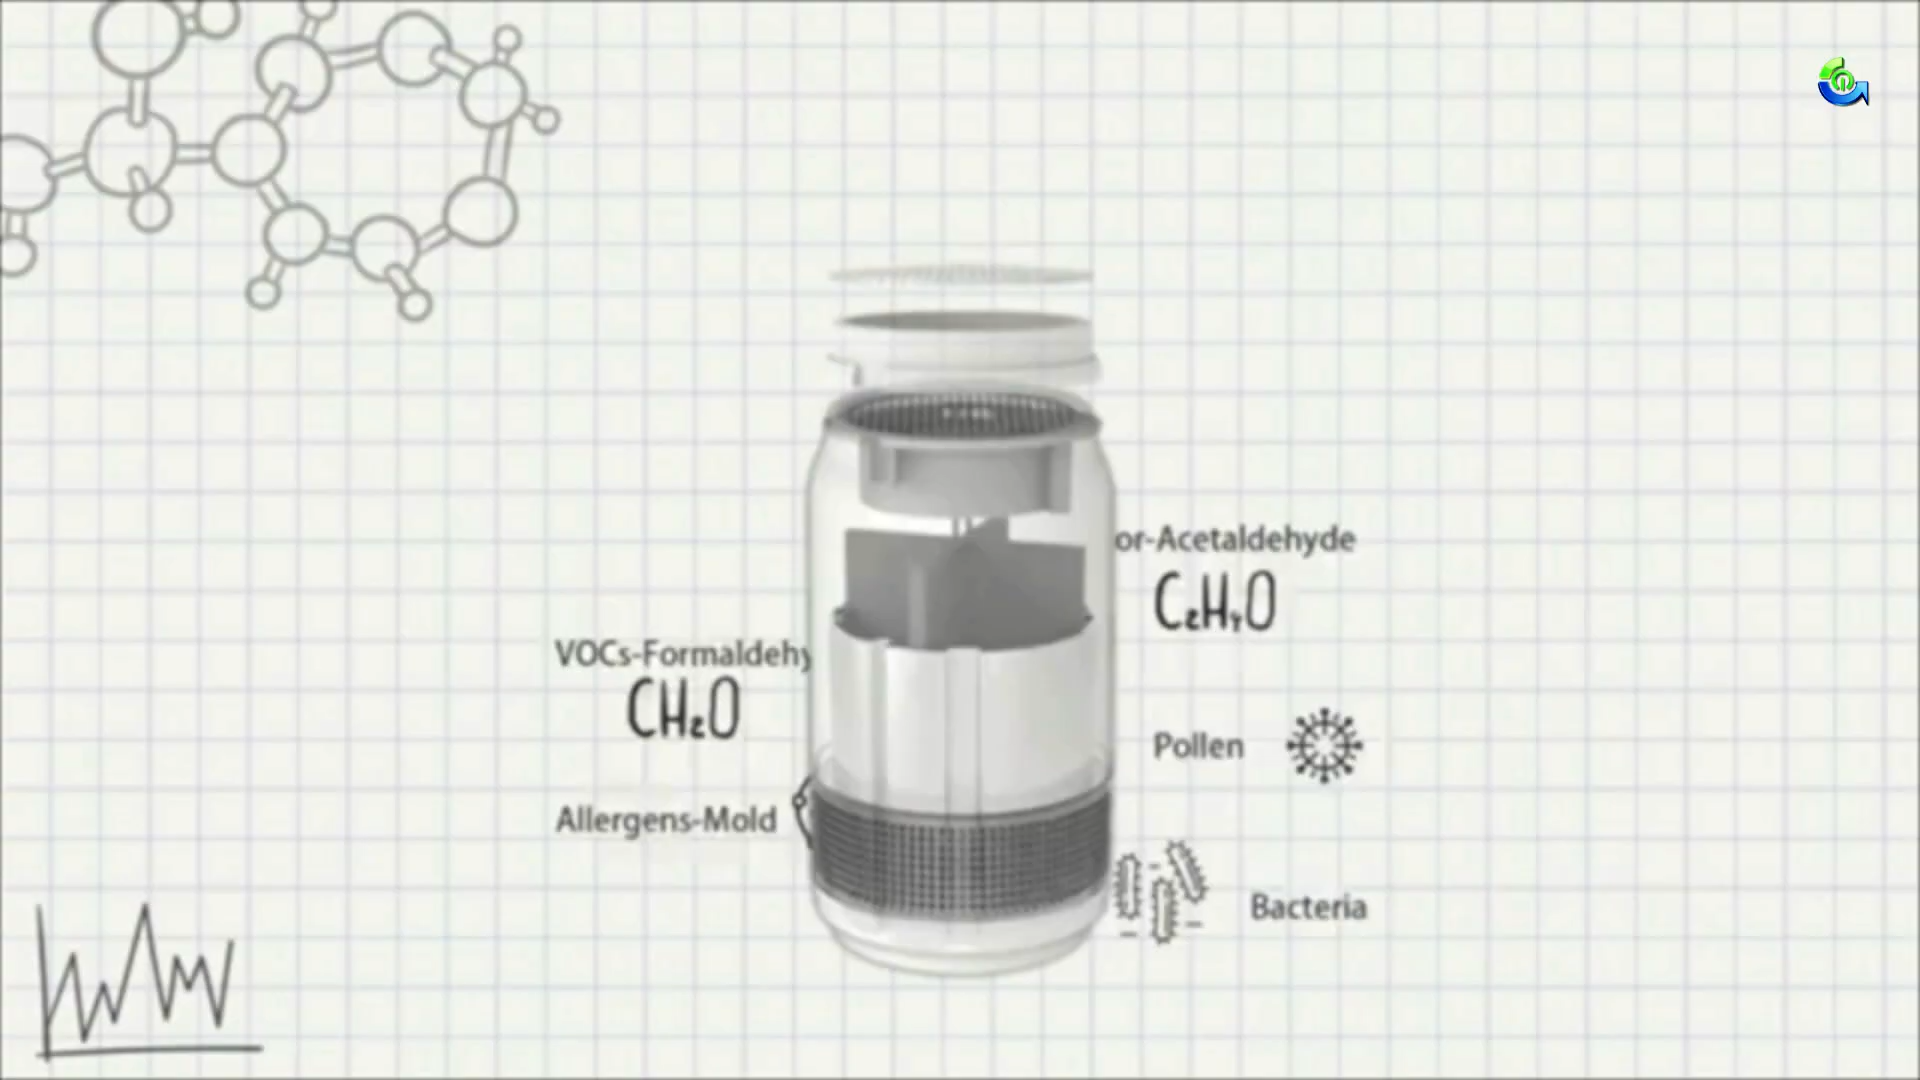 or-Acetaldehyde
C₂H₄O
VOCs-Formaldehy
CH₂O
Pollen
Allergens-Mold
Bacteria